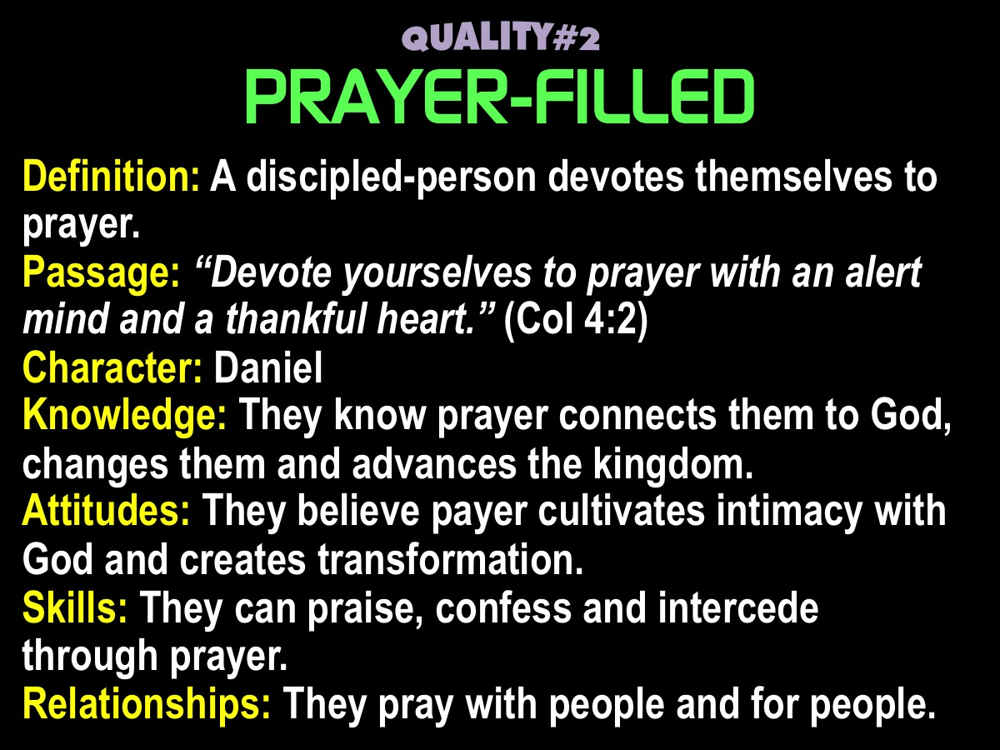 QUALITY#2
PRAYER-FILLED
Definition: A discipled-person devotes themselves to
prayer.
Passage: “Devote yourselves to prayer with an alert
mind and a thankful heart.” (Col 4:2)
Character: Daniel
Knowledge: They know prayer connects them to God,
changes them and advances the kingdom.
Attitudes: They believe payer cultivates intimacy with
God and creates transformation.
Skills: They can praise, confess and intercede
through prayer.
Relationships: They pray with people and for people.